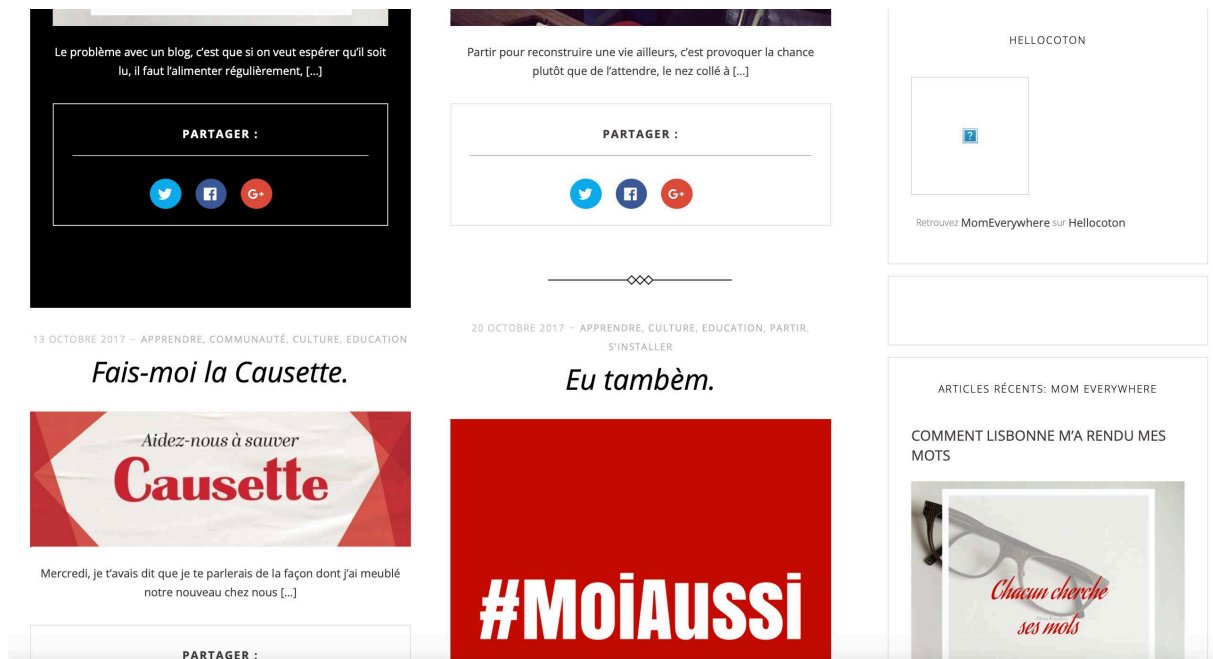 Le problème avec un blog, c'est que si on veut espérer qu'il soit
lu, il faut l'alimenter régulièrement, [...]
PARTAGER :
13 OCTOBRE 2017 – APPRENDRE, COMMUNAUTÉ, CULTURE, EDUCATION
Fais-moi la Causette.
Aidez-nous à sauver
Causette
Mercredi, je t'avais dit que je te parlerais de la façon dont j'ai meublé
notre nouveau chez nous [...]
PARTAGER :
Partir pour reconstruire une vie ailleurs, c'est provoquer la chance
plutôt que de l'attendre, le nez collé à [...]
PARTAGER :
20 OCTOBRE 2017 – APPRENDRE, CULTURE, EDUCATION, PARTIR,
S'INSTALLER
Eu tambèm.
#MoiAussi
HELLOCOTON
Retrouvez MomEverywhere sur Hellocoton
ARTICLES RÉCENTS: MOM EVERYWHERE
COMMENT LISBONNE M'A RENDU MES
MOTS
Chacun cherche
ses mots